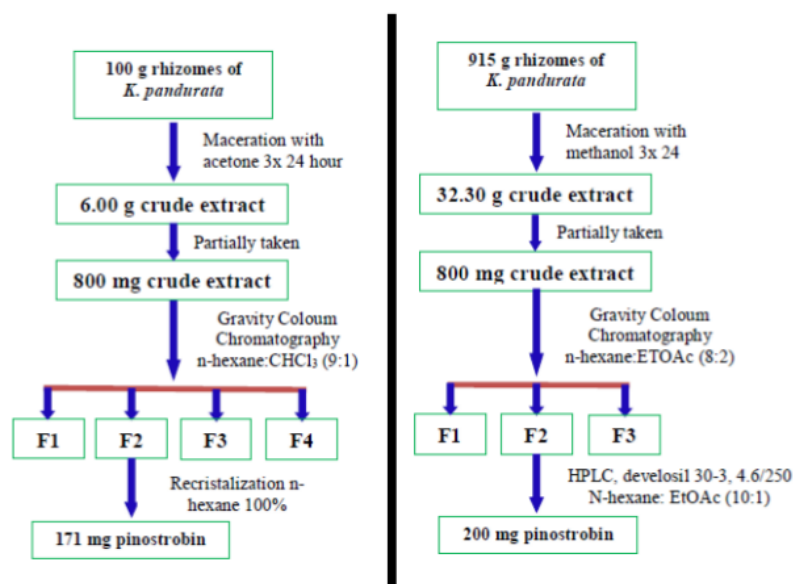 100 g rhizomes of
K. pandurata
Maceration with
acetone 3x 24 hour
6.00 g crude extract
Partially taken
800 mg crude extract
Gravity Coloum
Chromatography
n-hexane:CHCl₃ (9:1)
F1 F2 F3 F4
Recristalization n-
hexane 100%
171 mg pinostrobin
915 g rhizomes of
K. pandurata
Maceration with
methanol 3x 24
32.30 g crude extract
Partially taken
800 mg crude extract
Gravity Coloum
Chromatography
n-hexane:ETOAc (8:2)
F1 F2 F3
HPLC, develosil 30-3, 4.6/250
N-hexane: EtOAc (10:1)
200 mg pinostrobin